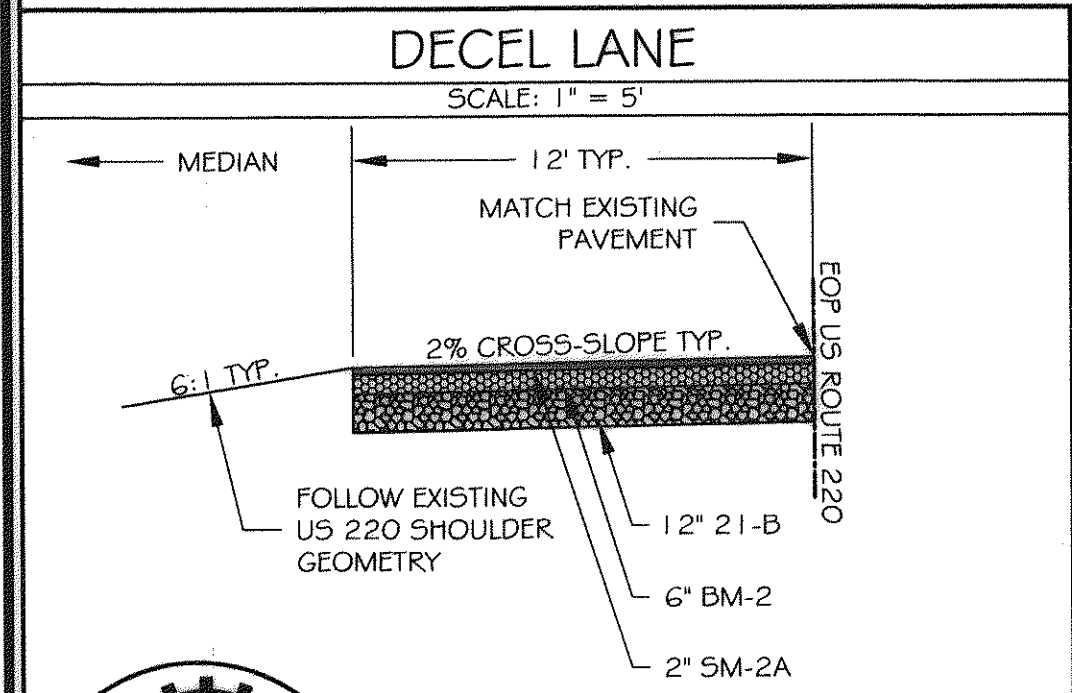 DECEL LANE
SCALE: 1" = 5'
MEDIAN
12' TYP.
MATCH EXISTING
PAVEMENT
EOP US ROUTE 220
2% CROSS-SLOPE TYP.
6:1 TYP.
FOLLOW EXISTING
US 220 SHOULDER
GEOMETRY
12" 21-B
6" BM-2
2" SM-2A